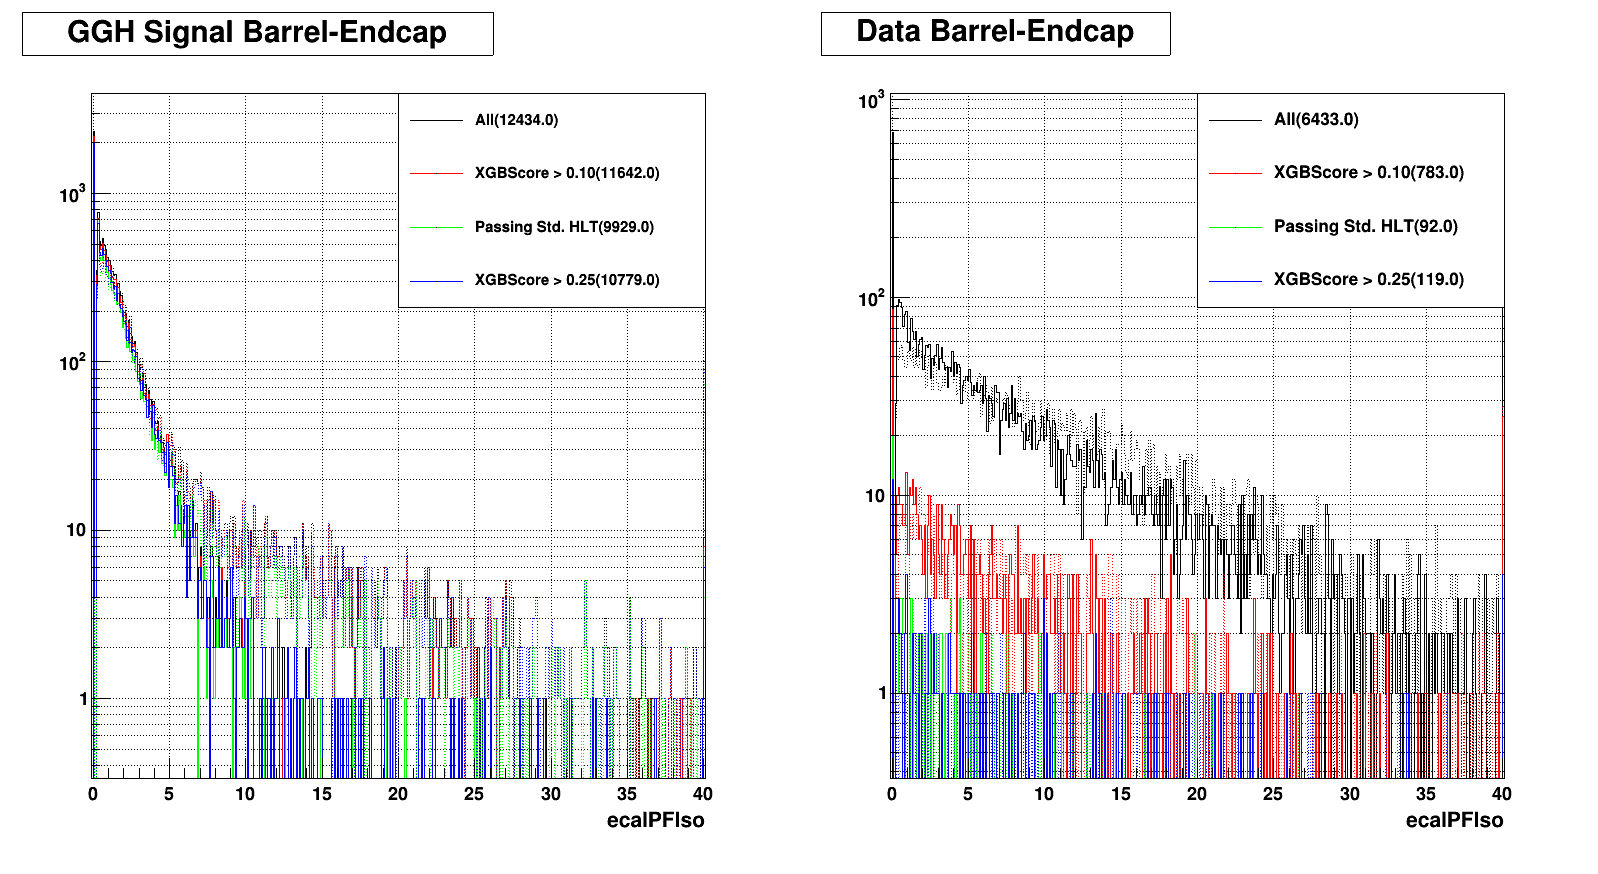 GGH Signal Barrel-Endcap
All(12434.0)
XGBScore > 0.10(11642.0)
Passing Std. HLT(9929.0)
XGBScore > 0.25(10779.0)
10³
10²
10
1
0 5 10 15 20 25 30 35 40
ecalPFIso
Data Barrel-Endcap
All(6433.0)
XGBScore > 0.10(783.0)
Passing Std. HLT(92.0)
XGBScore > 0.25(119.0)
10³
10²
10
1
0 5 10 15 20 25 30 35 40
ecalPFIso